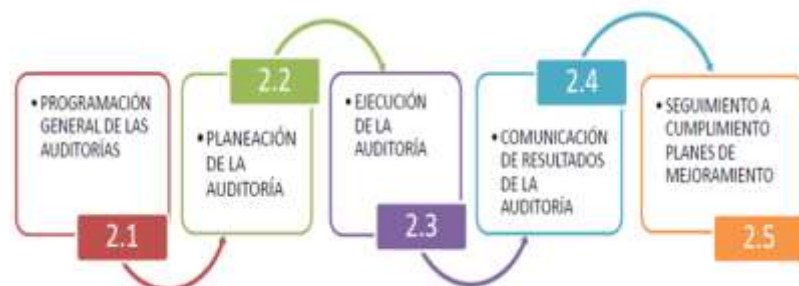 • PROGRAMACIÓN
GENERAL DE LAS
AUDITORÍAS
2.1
2.2
• PLANEACIÓN
DE LA
AUDITORÍA
• EJECUCIÓN
DE LA
AUDITORÍA
2.3
2.4
• COMUNICACIÓN
DE RESULTADOS
DE LA
AUDITORÍA
• SEGUIMIENTO A
CUMPLIMIENTO
PLANES DE
MEJORAMIENTO
2.5